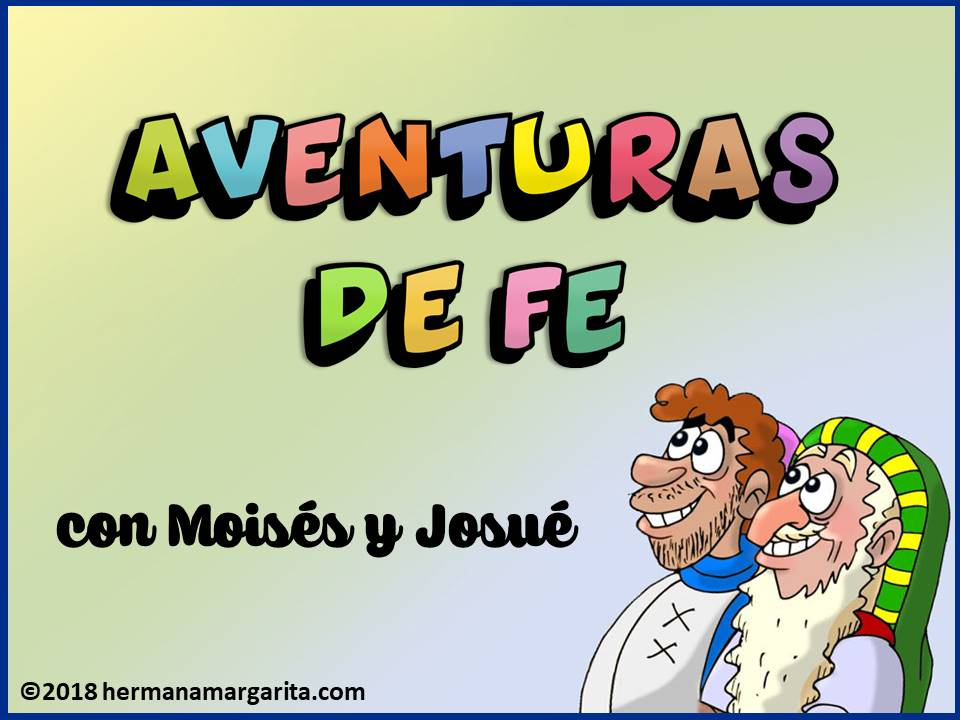 AVENTURAS
DE FE
con Moisés y Josué
©2018 hermanamargarita.com